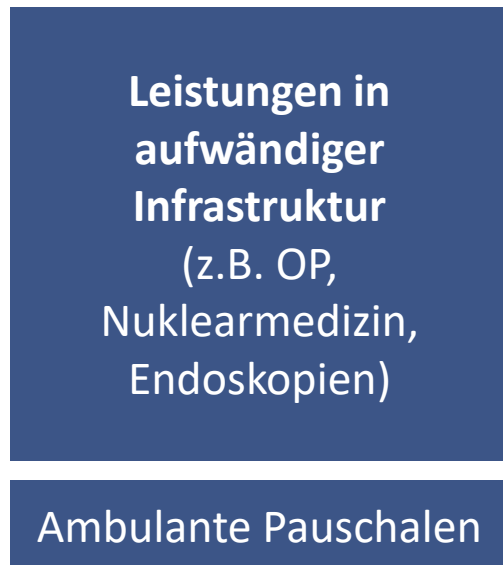 Leistungen in
aufwändiger
Infrastruktur
(z.B. OP,
Nuklearmedizin,
Endoskopien)
Ambulante Pauschalen